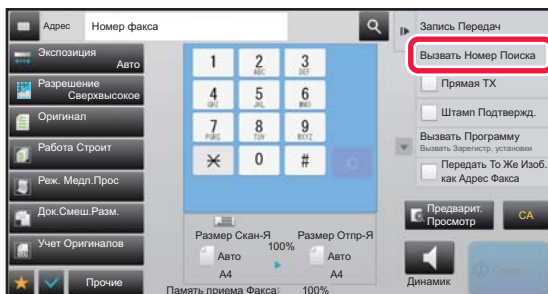 Адрес
Номер факса
Экспозиция
Авто
Разрешение
Сверхвысокое
Оригинал
Работа Строит
Реж. Медл.Прос
Док.Смеш.Разм.
Учет Оригиналов
Прочие
1
2
ABC
3
DEF
4
GHI
5
JKL
6
MNO
7
PQRS
8
TUV
9
WXYZ
0
#
C
Размер Скан-Я
Размер Отпр-Я
100%
Авто
Авто
A4
A4
Память приема Факса:
100%
Запись Передач
Вызвать Номер Поиска
Прямая TX
Штамп Подтвержд.
Вызвать Программу
Вызвать Зарегистр. установки
Передать То Же Изоб.
как Адрес Факса
Предварит.
Просмотр
CA
Динамик
Старт